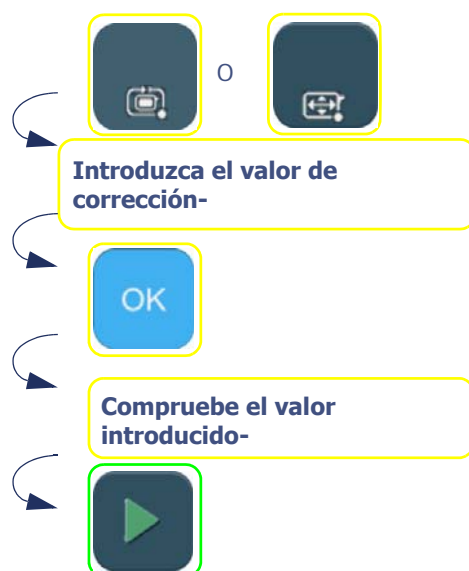 O
Introduzca el valor de
corrección-
OK
Compruebe el valor
introducido-